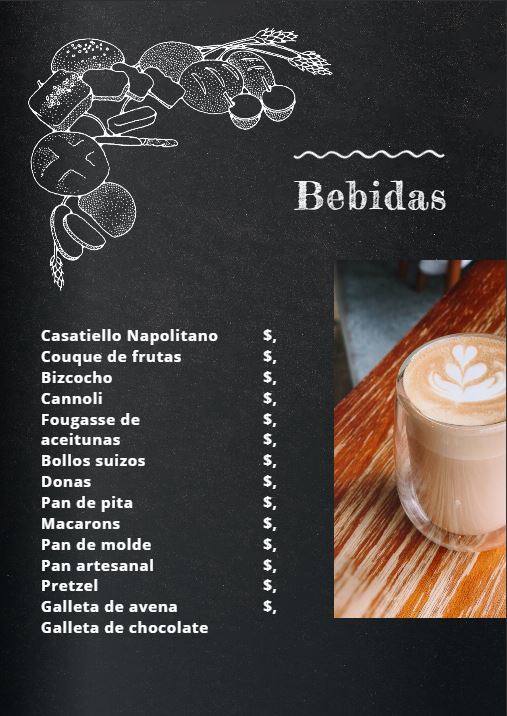 Bebidas
Casatiello Napolitano $,
Couque de frutas $,
Bizcocho $,
Cannoli $,
Fougasse de $,
aceitunas $,
Bollos suizos $,
Donas $,
Pan de pita $,
Macarons $,
Pan de molde $,
Pan artesanal $,
Pretzel $,
Galleta de avena $,
Galleta de chocolate